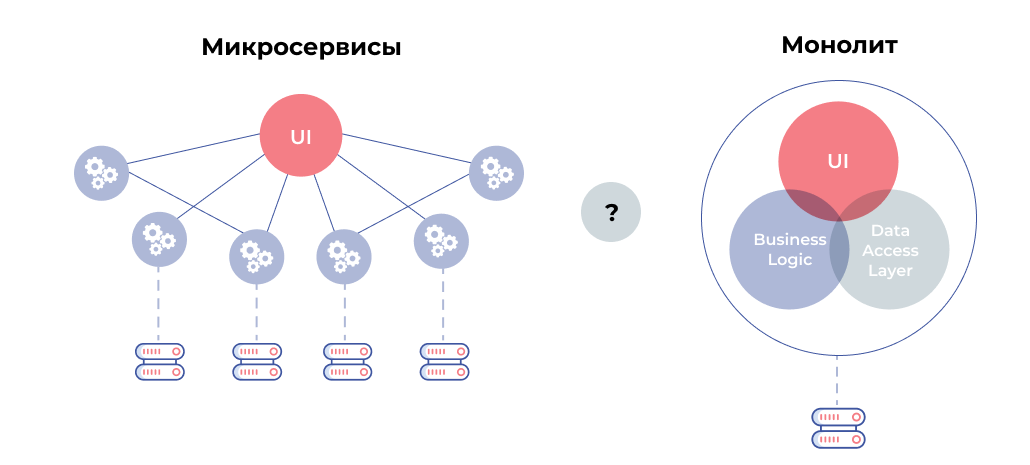 Микросервисы
Монолит
UI
?
UI
Business
Logic
Data
Access
Layer